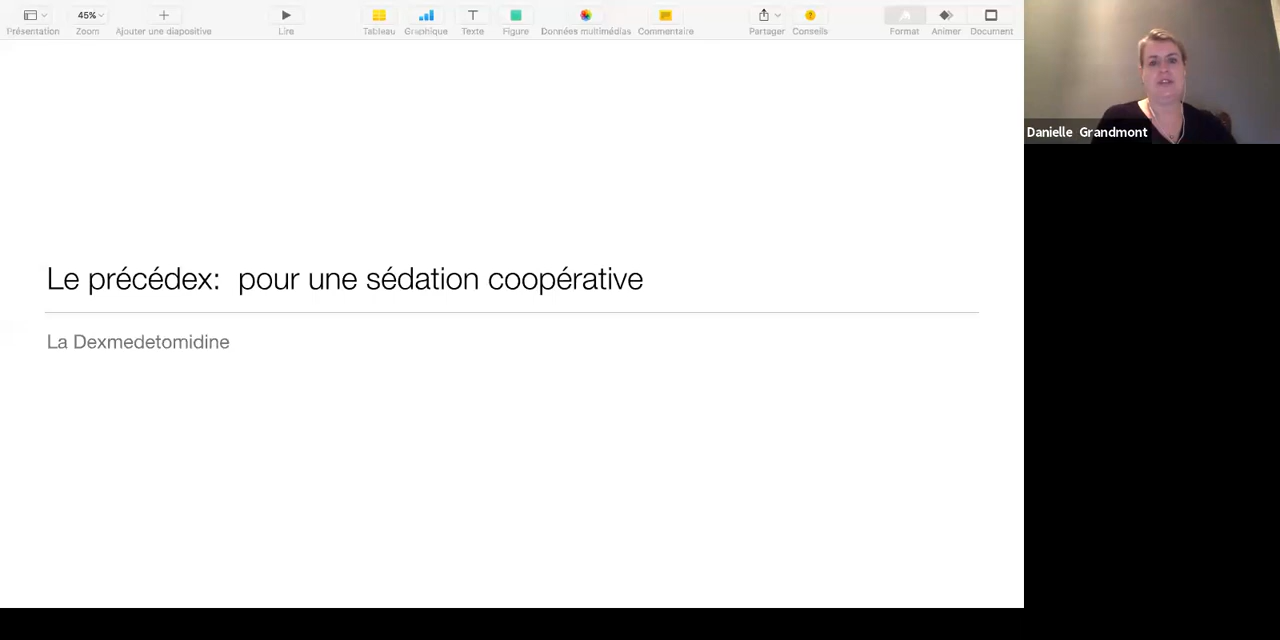 45%
Présentation Zoom Ajouter une diapositive Lire Tableau Graphique Texte Figure Données multimédias Commentaire Partager Conseils Format Animer Document
Danielle Grandmont
Le précédex: pour une sédation coopérative
La Dexmedetomidine